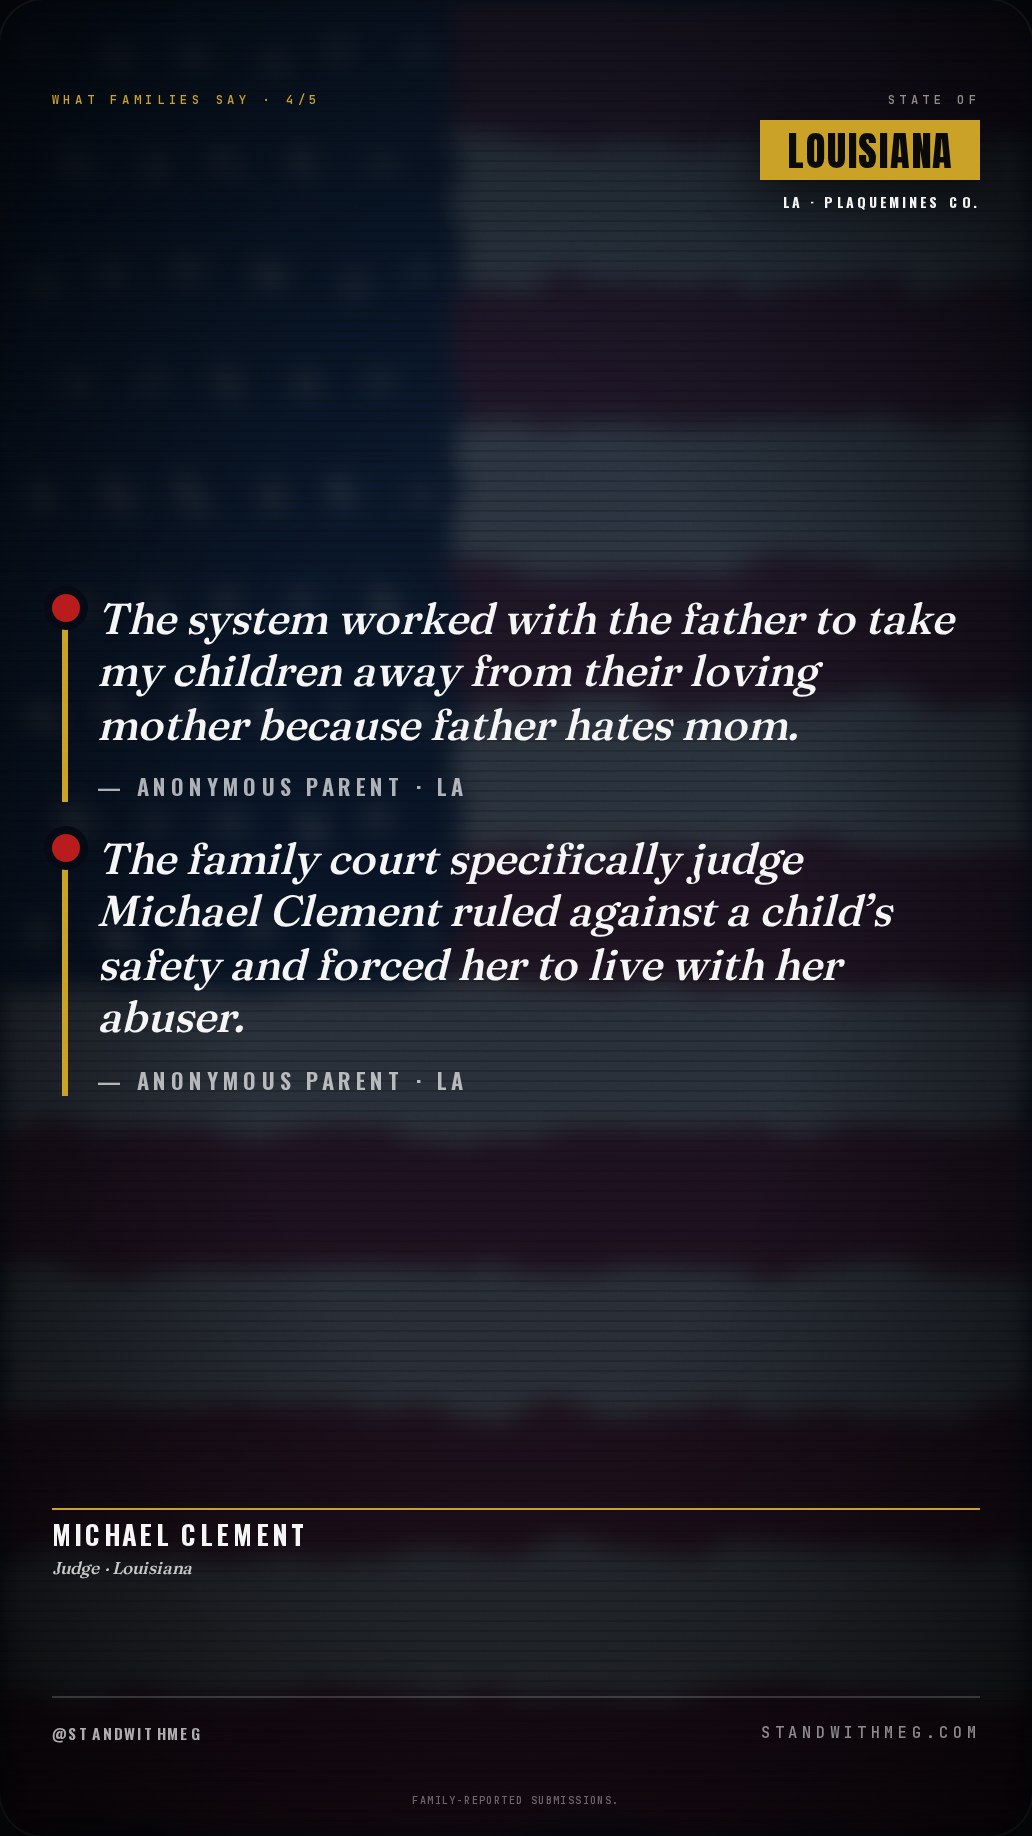 WHAT FAMILIES SAY · 4/5
STATE OF
LOUISIANA
LA · PLAQUEMINES CO.
The system worked with the father to take
my children away from their loving
mother because father hates mom.
— ANONYMOUS PARENT · LA
The family court specifically judge
Michael Clement ruled against a child’s
safety and forced her to live with her
abuser.
— ANONYMOUS PARENT · LA
MICHAEL CLEMENT
Judge · Louisiana
@STANDWITHMEG
STANDWITHMEG.COM
FAMILY-REPORTED SUBMISSIONS.